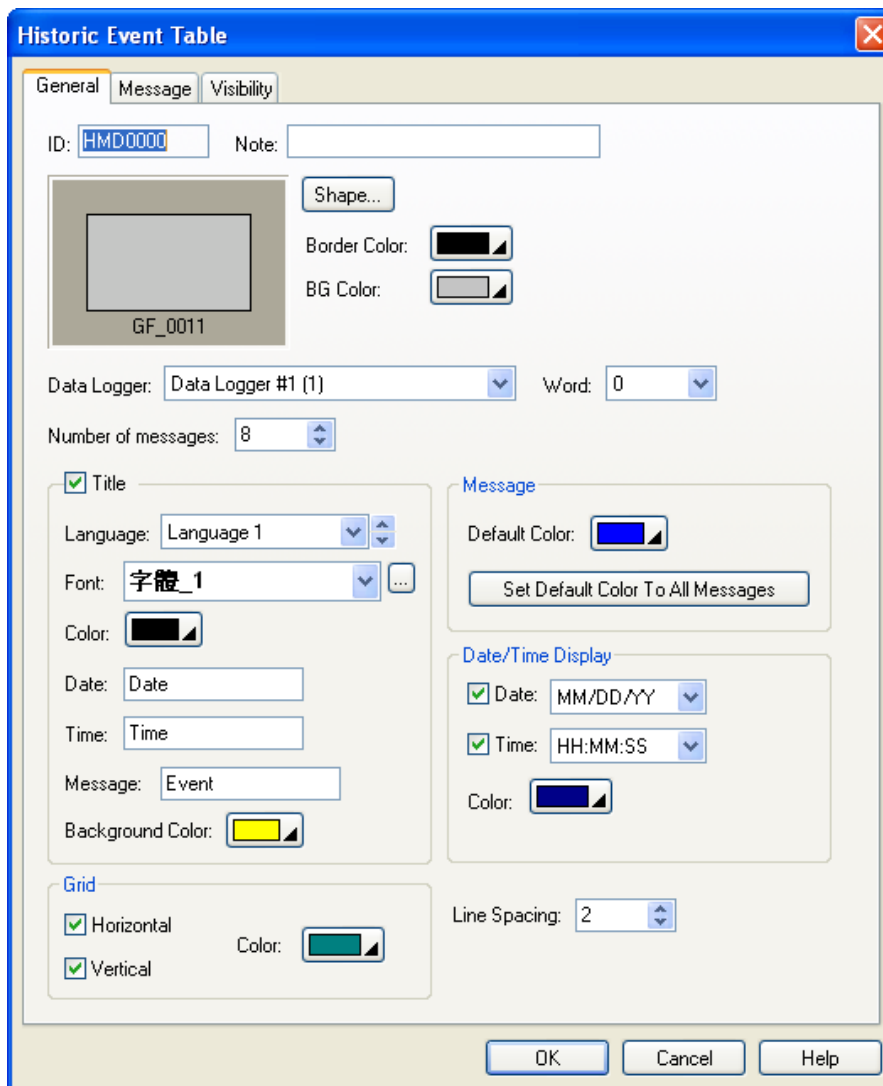 Historic Event Table
General Message Visibility
ID: HMD0000 Note:
Shape...
Border Color:
BG Color:
GF_0011
Data Logger: Data Logger #1 (1) Word: 0
Number of messages: 8
Title
Language: Language 1
Font: 字體_1 ...
Color:
Date: Date
Time: Time
Message: Event
Background Color:
Message
Default Color:
Set Default Color To All Messages
Date/Time Display
Date: MM/DD/YY
Time: HH:MM:SS
Color:
Grid
Horizontal
Vertical
Color:
Line Spacing: 2
OK Cancel Help